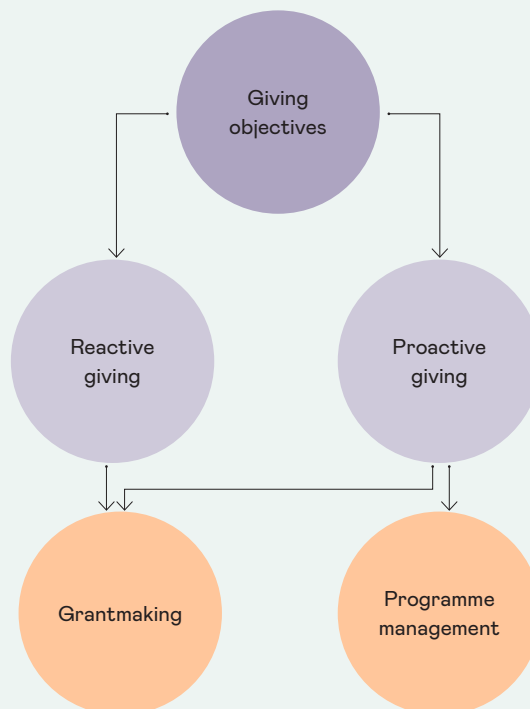 Giving
objectives
Reactive
giving
Proactive
giving
Grantmaking
Programme
management